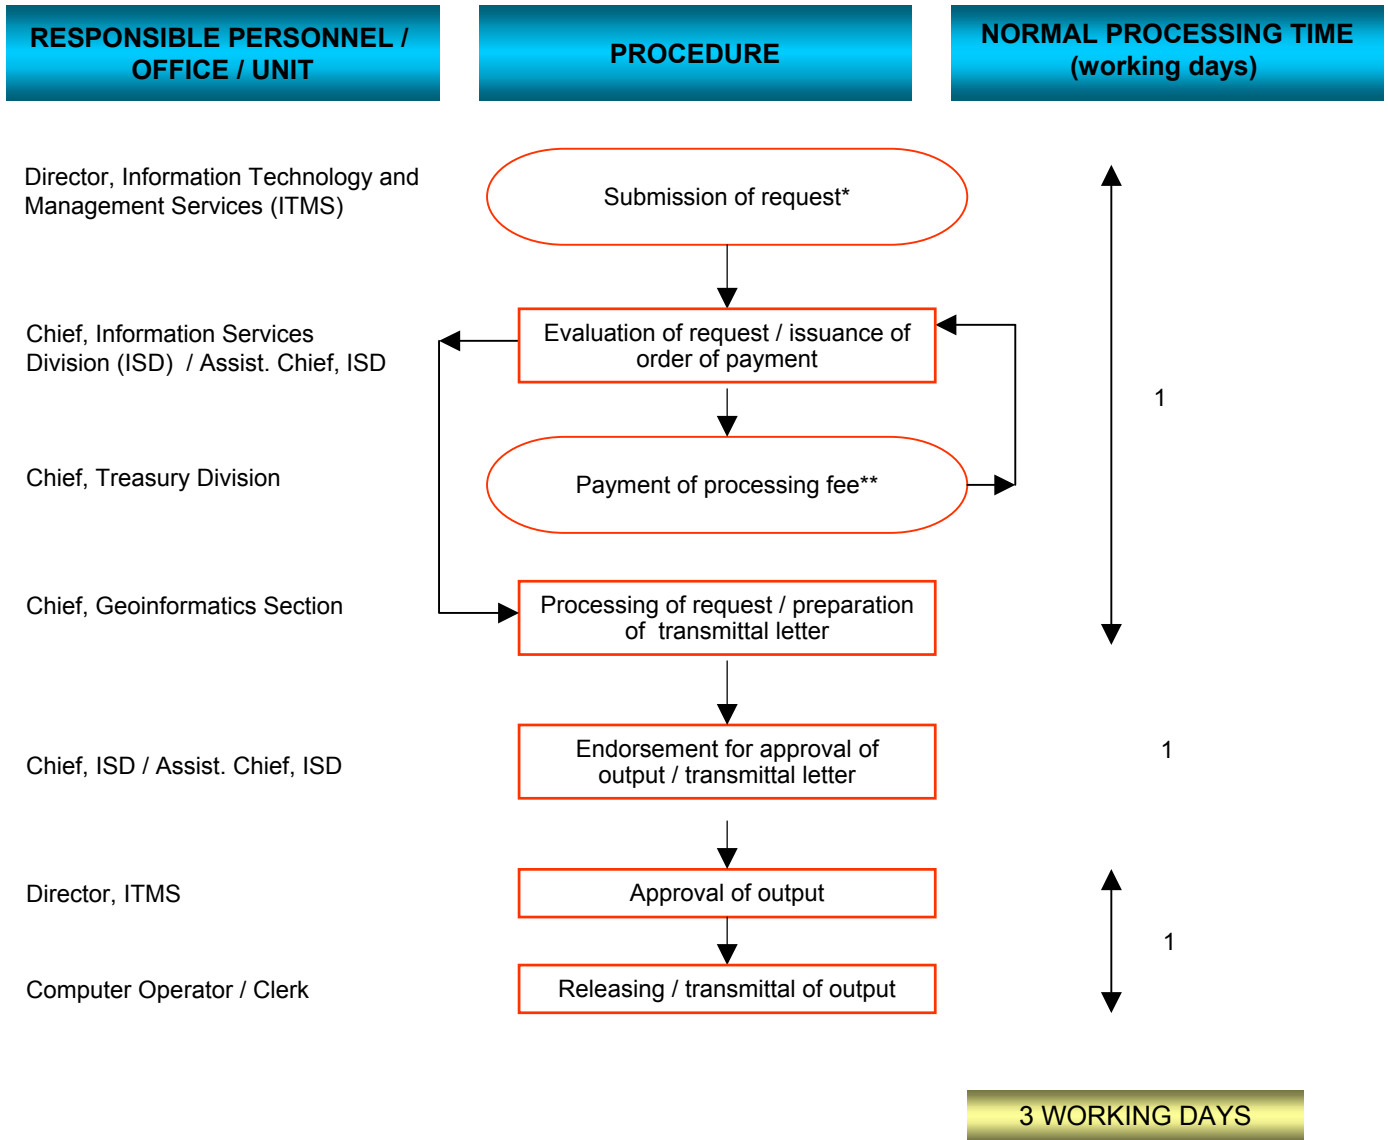 RESPONSIBLE PERSONNEL /
OFFICE / UNIT
PROCEDURE
NORMAL PROCESSING TIME
(working days)
Director, Information Technology and
Management Services (ITMS)
Submission of request*
Chief, Information Services
Division (ISD) / Assist. Chief, ISD
Evaluation of request / issuance of
order of payment
1
Chief, Treasury Division
Payment of processing fee**
Chief, Geoinformatics Section
Processing of request / preparation
of transmittal letter
Chief, ISD / Assist. Chief, ISD
Endorsement for approval of
output / transmittal letter
1
Director, ITMS
Approval of output
1
Computer Operator / Clerk
Releasing / transmittal of output
3 WORKING DAYS